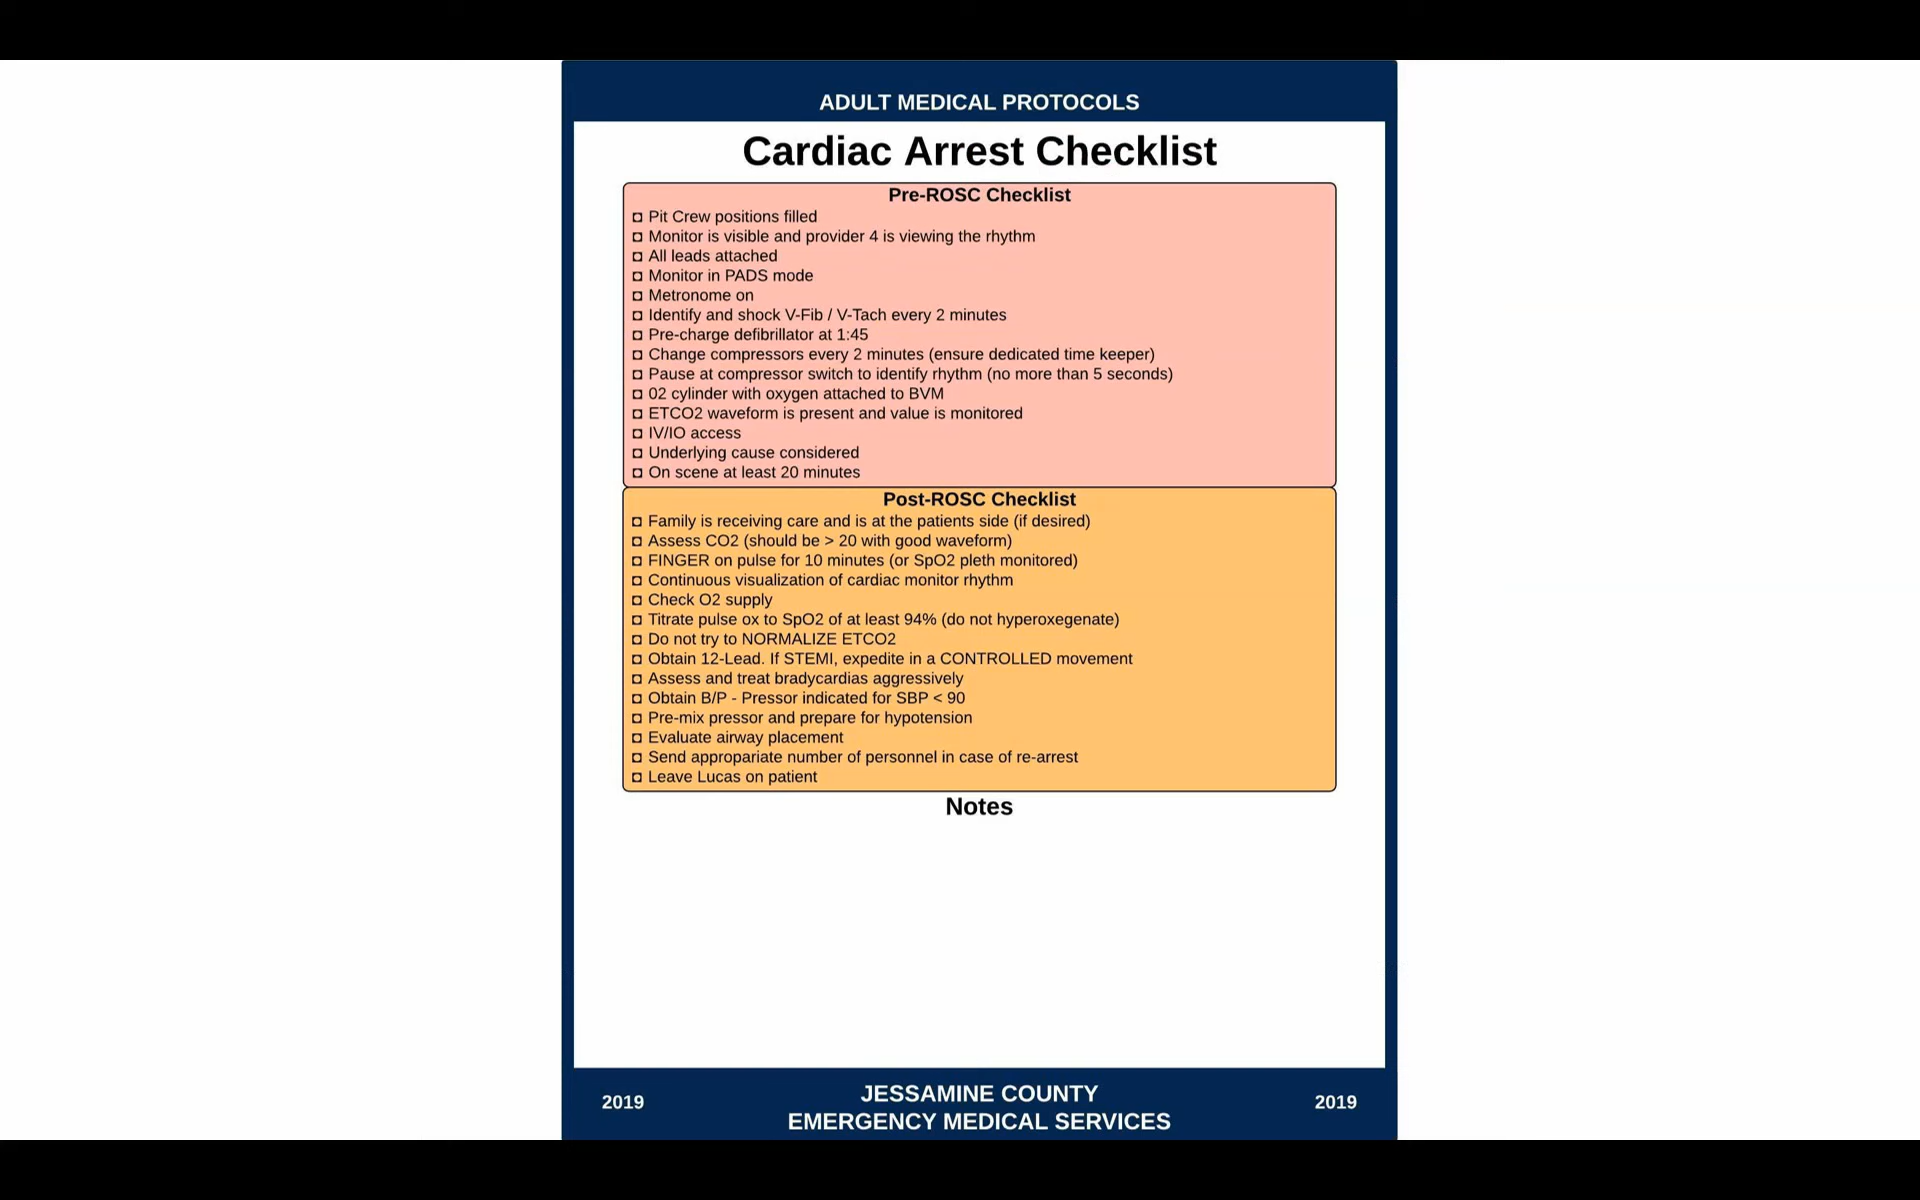 ADULT MEDICAL PROTOCOLS
Cardiac Arrest Checklist
Pre-ROSC Checklist
Pit Crew positions filled
Monitor is visible and provider 4 is viewing the rhythm
All leads attached
Monitor in PADS mode
Metronome on
Identify and shock V-Fib / V-Tach every 2 minutes
Pre-charge defibrillator at 1:45
Change compressors every 2 minutes (ensure dedicated time keeper)
Pause at compressor switch to identify rhythm (no more than 5 seconds)
02 cylinder with oxygen attached to BVM
ETCO2 waveform is present and value is monitored
IV/IO access
Underlying cause considered
On scene at least 20 minutes
Post-ROSC Checklist
Family is receiving care and is at the patients side (if desired)
Assess CO2 (should be > 20 with good waveform)
FINGER on pulse for 10 minutes (or SpO2 pleth monitored)
Continuous visualization of cardiac monitor rhythm
Check O2 supply
Titrate pulse ox to SpO2 of at least 94% (do not hyperoxegenate)
Do not try to NORMALIZE ETCO2
Obtain 12-Lead. If STEMI, expedite in a CONTROLLED movement
Assess and treat bradycardias aggressively
Obtain B/P - Pressor indicated for SBP < 90
Pre-mix pressor and prepare for hypotension
Evaluate airway placement
Send appropariate number of personnel in case of re-arrest
Leave Lucas on patient
Notes
2019
JESSAMINE COUNTY
EMERGENCY MEDICAL SERVICES
2019